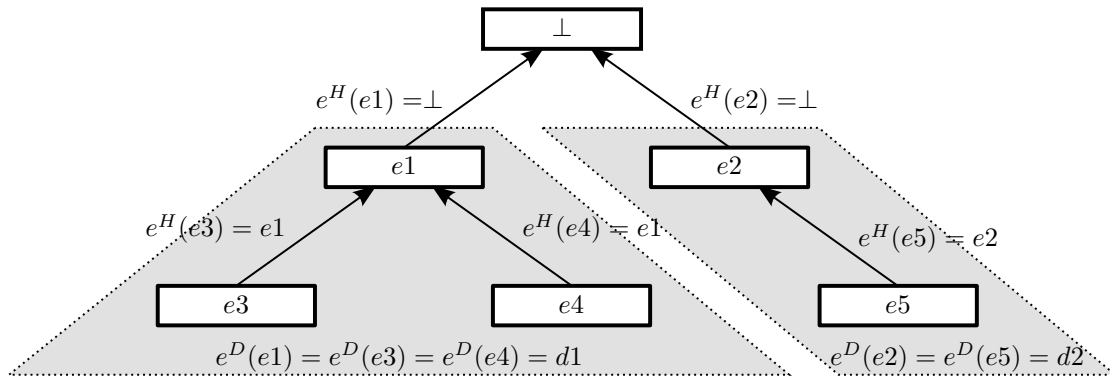 ⊥
e^H(e1) =⊥
e^H(e2) =⊥
e1
e2
e^H(e3) = e1
e^H(e4) = e1
e^H(e5) = e2
e3
e4
e5
e^D(e1) = e^D(e3) = e^D(e4) = d1
e^D(e2) = e^D(e5) = d2